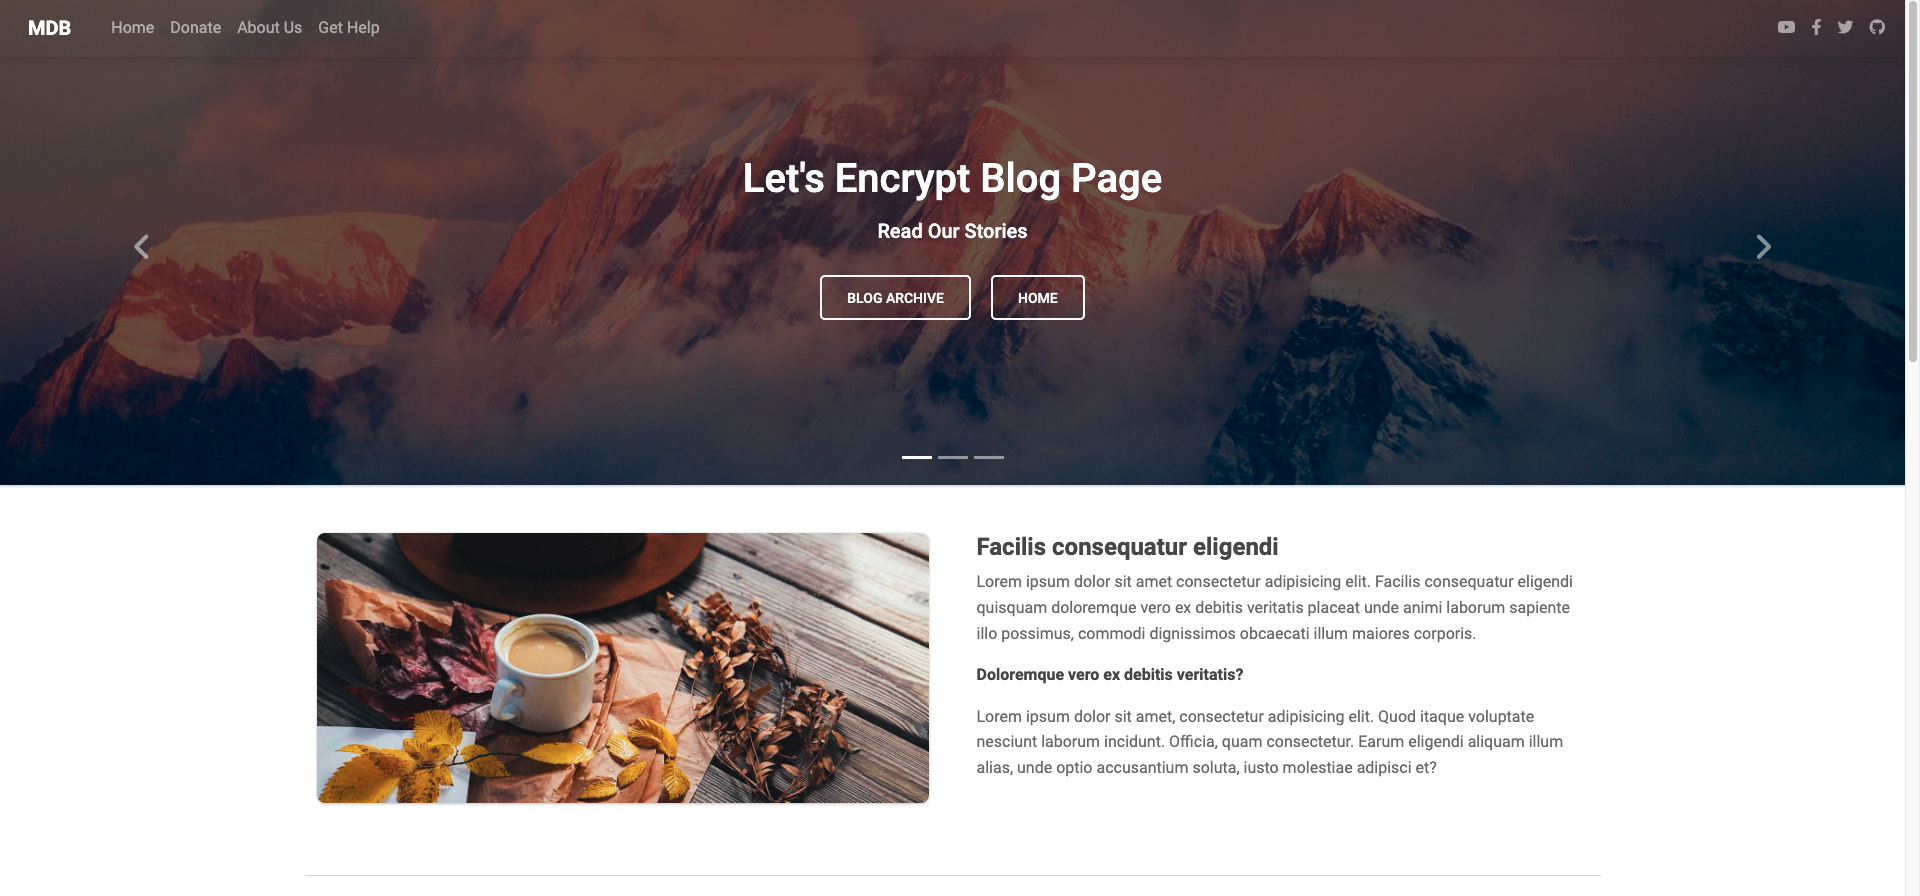 MDB Home Donate About Us Get Help
Let's Encrypt Blog Page
Read Our Stories
BLOG ARCHIVE HOME
Facilis consequatur eligendi
Lorem ipsum dolor sit amet consectetur adipisicing elit. Facilis consequatur eligendi
quisquam doloremque vero ex debitis veritatis placeat unde animi laborum sapiente
illo possimus, commodi dignissimos obcaecati illum maiores corporis.
Doloremque vero ex debitis veritatis?
Lorem ipsum dolor sit amet, consectetur adipisicing elit. Quod itaque voluptate
nesciunt laborum incidunt. Officia, quam consectetur. Earum eligendi aliquam illum
alias, unde optio accusantium soluta, iusto molestiae adipisci et?